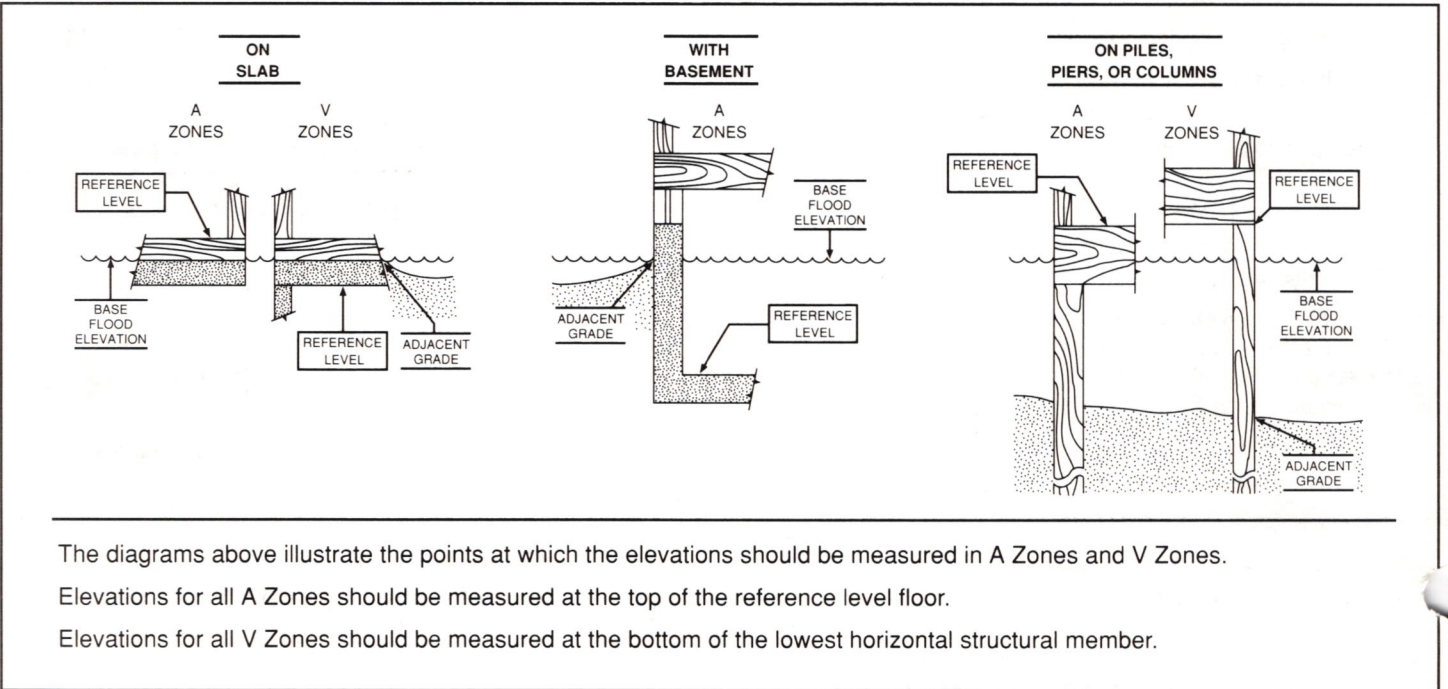 ON
SLAB
A
ZONES
V
ZONES
REFERENCE
LEVEL
BASE
FLOOD
ELEVATION
REFERENCE
LEVEL
ADJACENT
GRADE
WITH
BASEMENT
A
ZONES
BASE
FLOOD
ELEVATION
ADJACENT
GRADE
REFERENCE
LEVEL
ON PILES,
PIERS, OR COLUMNS
A
ZONES
V
ZONES
REFERENCE
LEVEL
REFERENCE
LEVEL
BASE
FLOOD
ELEVATION
ADJACENT
GRADE
The diagrams above illustrate the points at which the elevations should be measured in A Zones and V Zones.
Elevations for all A Zones should be measured at the top of the reference level floor.
Elevations for all V Zones should be measured at the bottom of the lowest horizontal structural member.